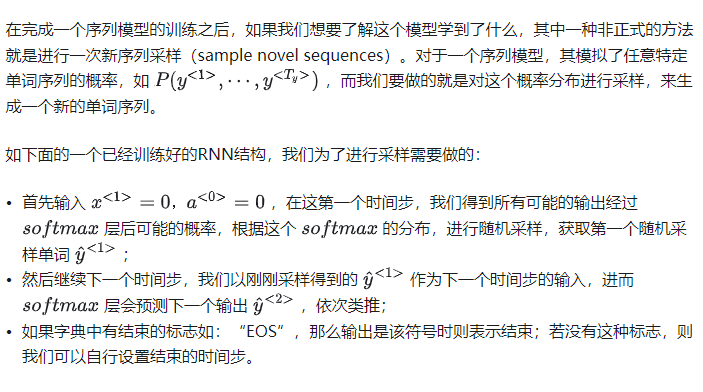 在完成一个序列模型的训练之后，如果我们想要了解这个模型学到了什么，其中一种非正式的方法
就是进行一次新序列采样（sample novel sequences）。对于一个序列模型，其模拟了任意特定
单词序列的概率，如 P(y^{<1>}, ⋯, y^{<T_y>}) ，而我们要做的就是对这个概率分布进行采样，来生
成一个新的单词序列。
如下面的一个已经训练好的RNN结构，我们为了进行采样需要做的：
• 首先输入 x^{<1>} = 0，a^{<0>} = 0 ，在这第一个时间步，我们得到所有可能的输出经过
softmax 层后可能的概率，根据这个 softmax 的分布，进行随机采样，获取第一个随机采
样单词 ŷ^{<1>} ；
• 然后继续下一个时间步，我们以刚刚采样得到的 ŷ^{<1>} 作为下一个时间步的输入，进而
softmax 层会预测下一个输出 ŷ^{<2>} ，依次类推；
• 如果字典中有结束的标志如：“EOS”，那么输出是该符号时则表示结束；若没有这种标志，则
我们可以自行设置结束的时间步。